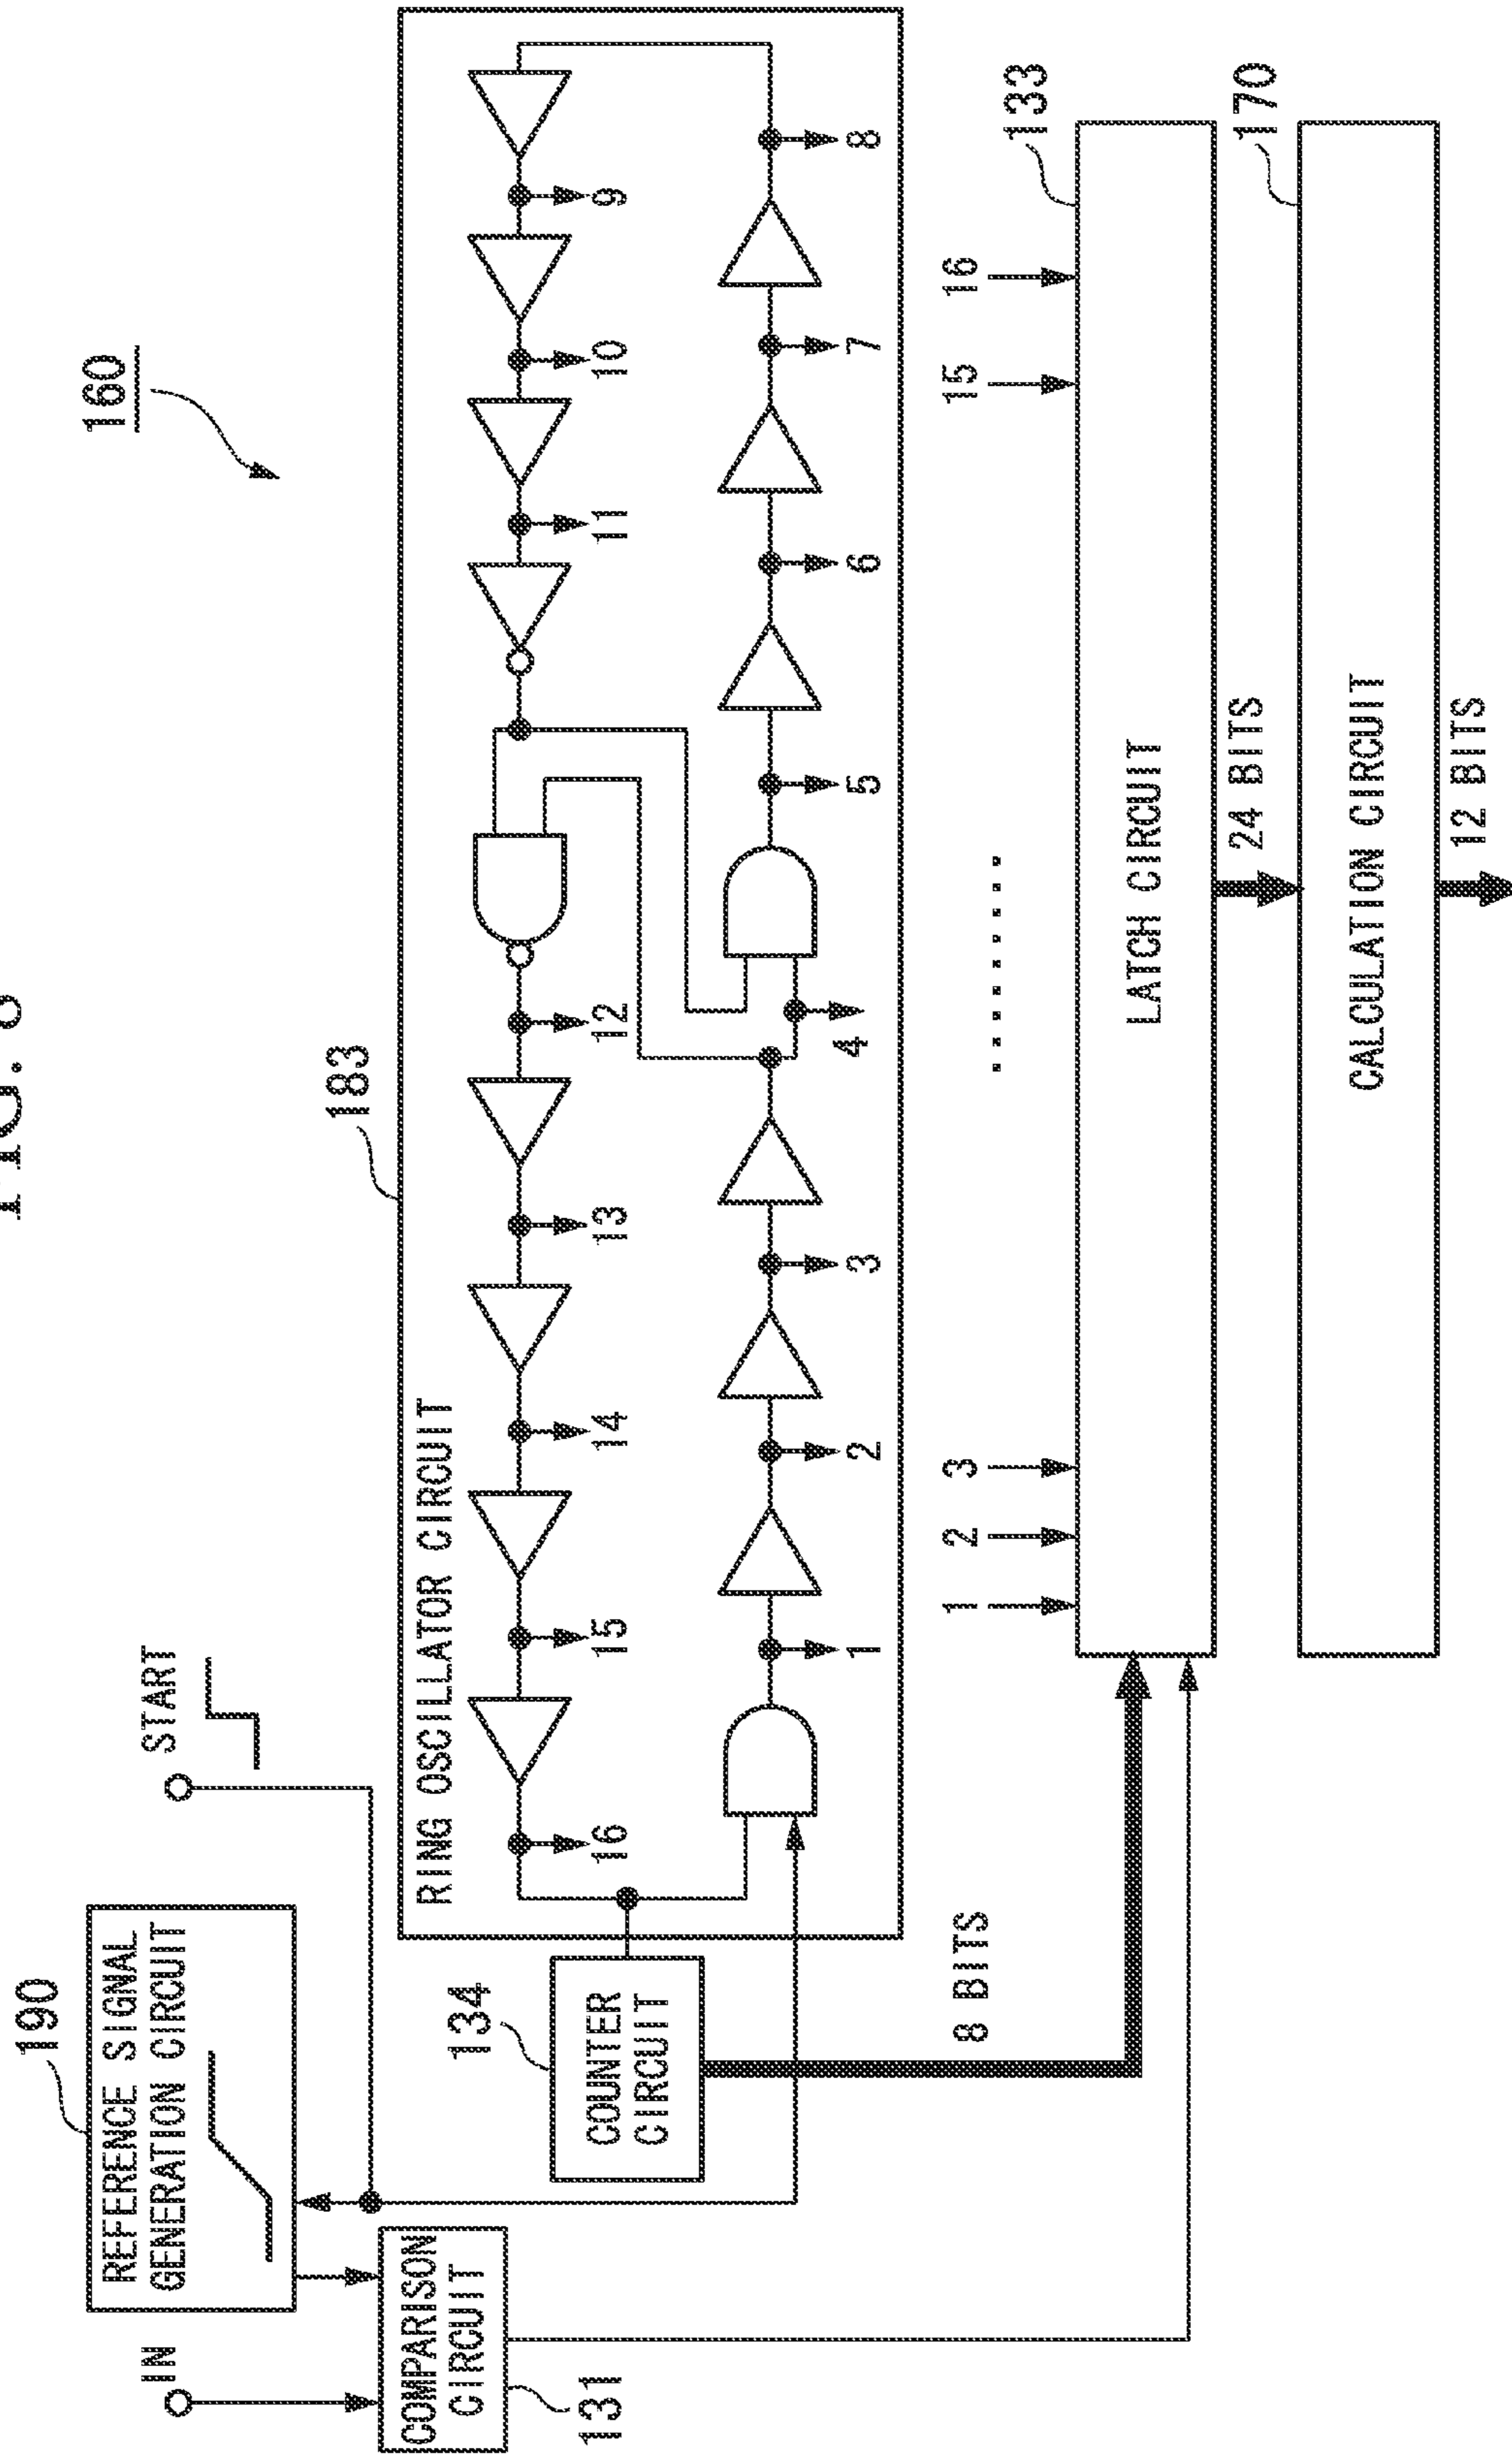 FIG. 8
160
190
REFERENCE SIGNAL
GENERATION CIRCUIT
START
IN
COMPARISON
CIRCUIT
131
183
RING OSCILLATOR CIRCUIT
16
15
14
13
12
11
10
9
1
2
3
4
5
6
7
8
134
COUNTER
CIRCUIT
8 BITS
1
2
3
15
16
133
LATCH CIRCUIT
24 BITS
170
CALCULATION CIRCUIT
12 BITS